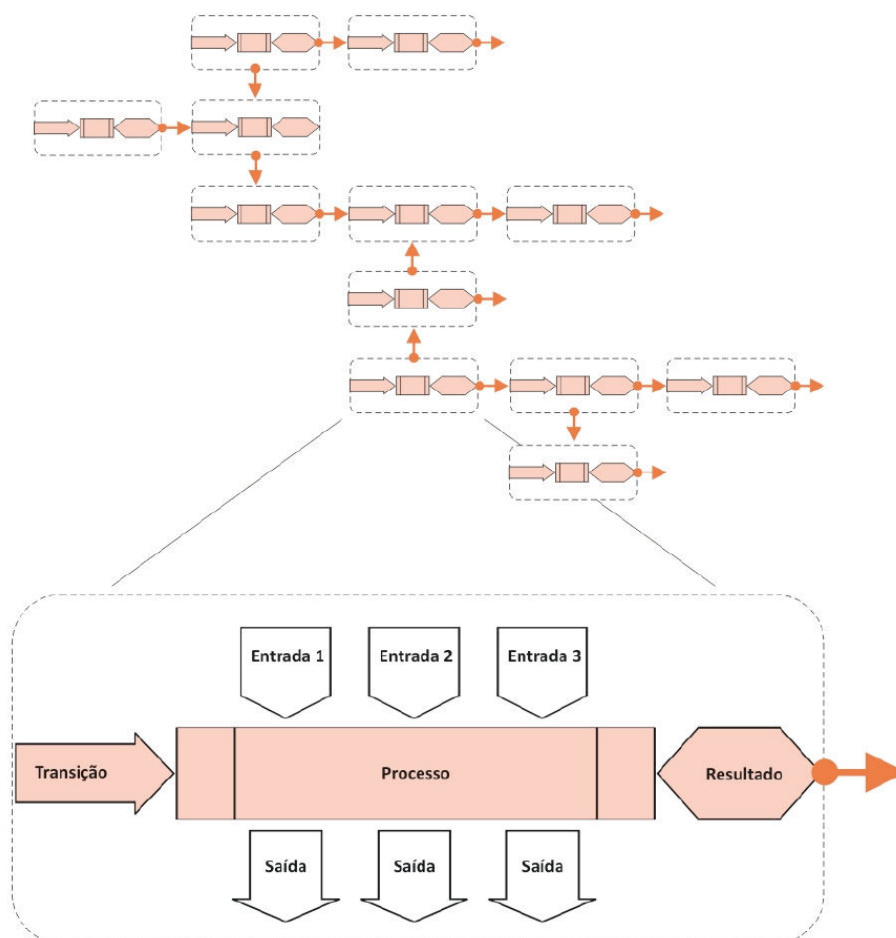 Entrada 1
Entrada 2
Entrada 3
Transição
Processo
Resultado
Saída
Saída
Saída